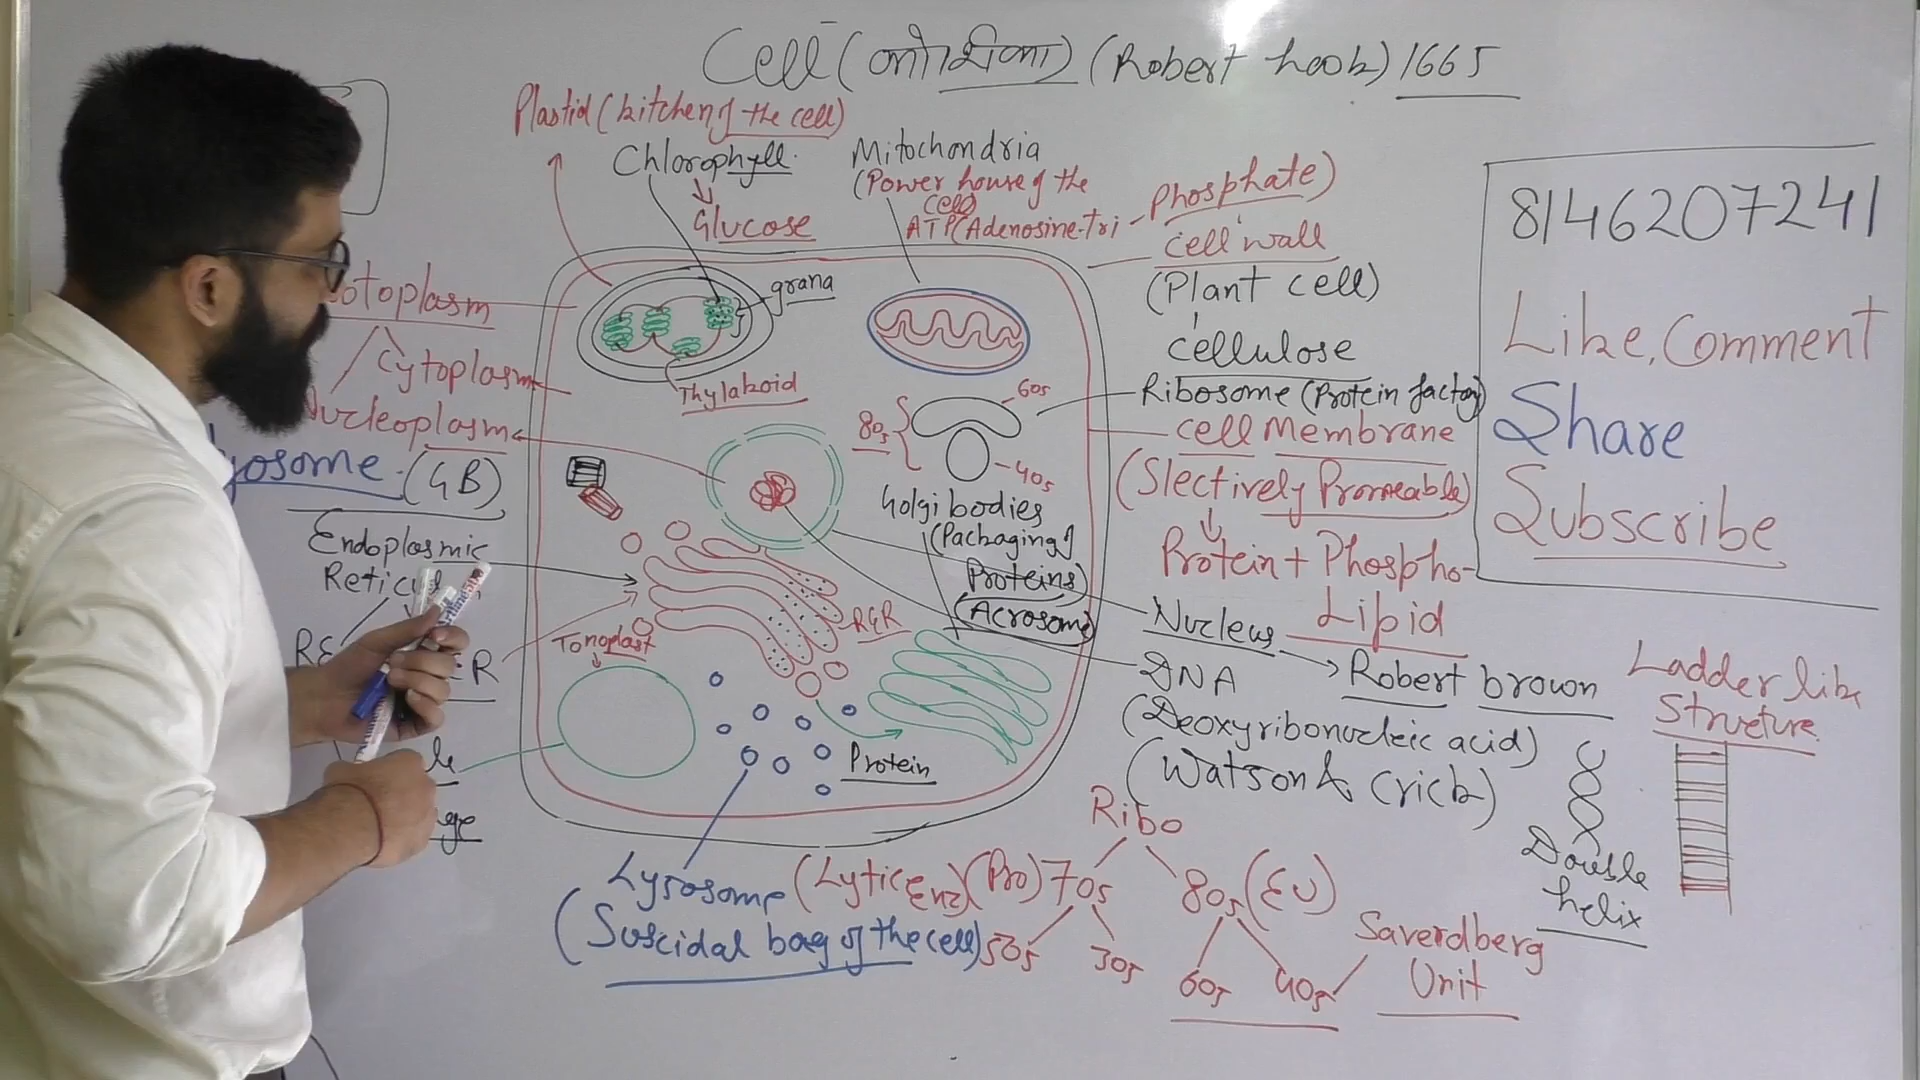 Cell (कोशिका) (Robert hook) 1665
Plastid (kitchen of the cell)
Chlorophyll
Glucose
Mitochondria
(Power house of the
cell)
ATP (Adenosine-tri-Phosphate)
cell wall
(Plant cell)
cellulose
Ribosome (Protein factory)
cell Membrane
(Slectively Prormeable)
Protein + Phospho-
Lipid
8146207241
Like, Comment
Share
Subscribe
grana
Thylakoid
otoplasm
Cytoplasm
Nucleoplasm
yosome (GB)
Endoplasmic
RER
Tonoplast
80s
60s
40s
Golgi bodies
(Packaging of
Proteins)
(Acrosome)
Protein
Nucleus
Robert brown
DNA
(Deoxyribonucleic acid)
(Watson & Crick)
Ladder like
Structure
Double
helix
Lysosome (Lytic Enz)
(Suscidal bag of the cell)
Ribo
(Pro) 70s
80s (EU)
50s
30s
60s
40s
Saverdberg
Unit